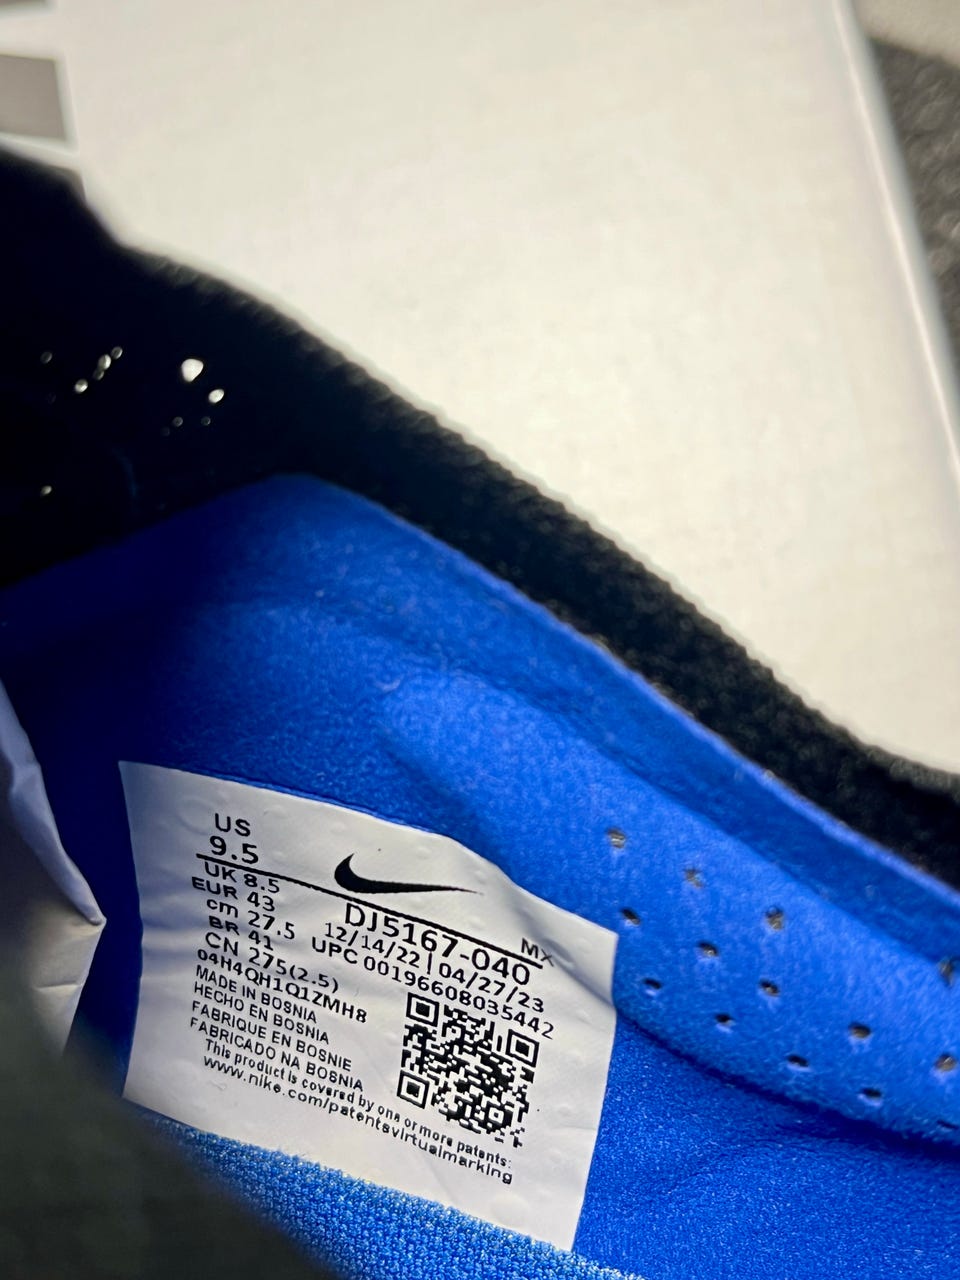 US
9.5
UK 8.5
EUR 43
cm 27.5
BR 41
CN 275(2.5)
DJ5167-040
MX
12/14/22 | 04/27/23
UPC 00196608035442
04H4QH1Q1ZMH8
MADE IN BOSNIA
HECHO EN BOSNIA
FABRIQUE EN BOSNIE
FABRICADO NA BOSNIA
This product is covered by one or more patents:
www.nike.com/patentsvirtualmarking